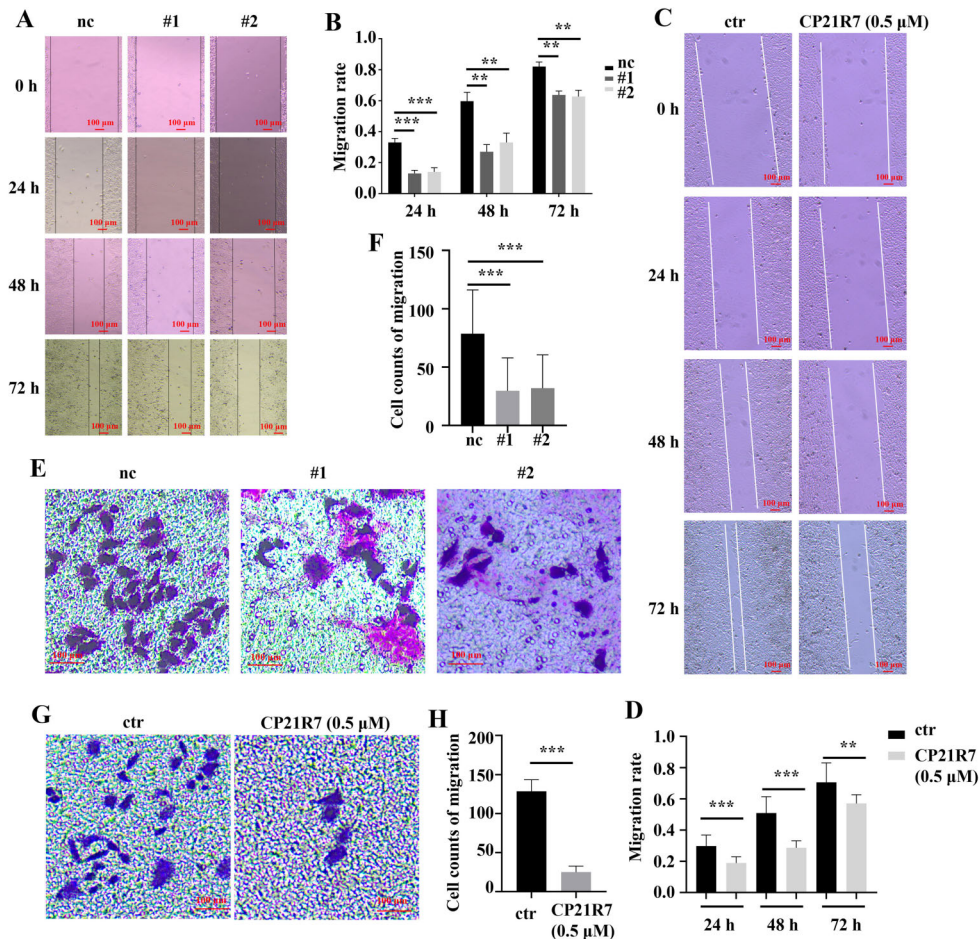 A
nc
#1
#2
0 h
100 µm
100 µm
100 µm
24 h
100 µm
100 µm
100 µm
48 h
100 µm
100 µm
100 µm
72 h
100 µm
100 µm
100 µm
B
Migration rate
1.0
0.8
0.6
0.4
0.2
0.0
***
***
**
**
**
**
24 h
48 h
72 h
nc
#1
#2
C
ctr
CP21R7 (0.5 µM)
0 h
100 µm
100 µm
24 h
100 µm
100 µm
48 h
100 µm
100 µm
72 h
100 µm
100 µm
F
Cell counts of migration
150
100
50
0
***
***
nc
#1
#2
E
nc
#1
#2
100 µm
100 µm
100 µm
G
ctr
CP21R7 (0.5 µM)
100 µm
100 µm
H
Cell counts of migration
200
150
100
50
0
***
ctr
CP21R7
(0.5 µM)
D
Migration rate
1.0
0.8
0.6
0.4
0.2
0.0
***
***
**
24 h
48 h
72 h
ctr
CP21R7
(0.5 µM)